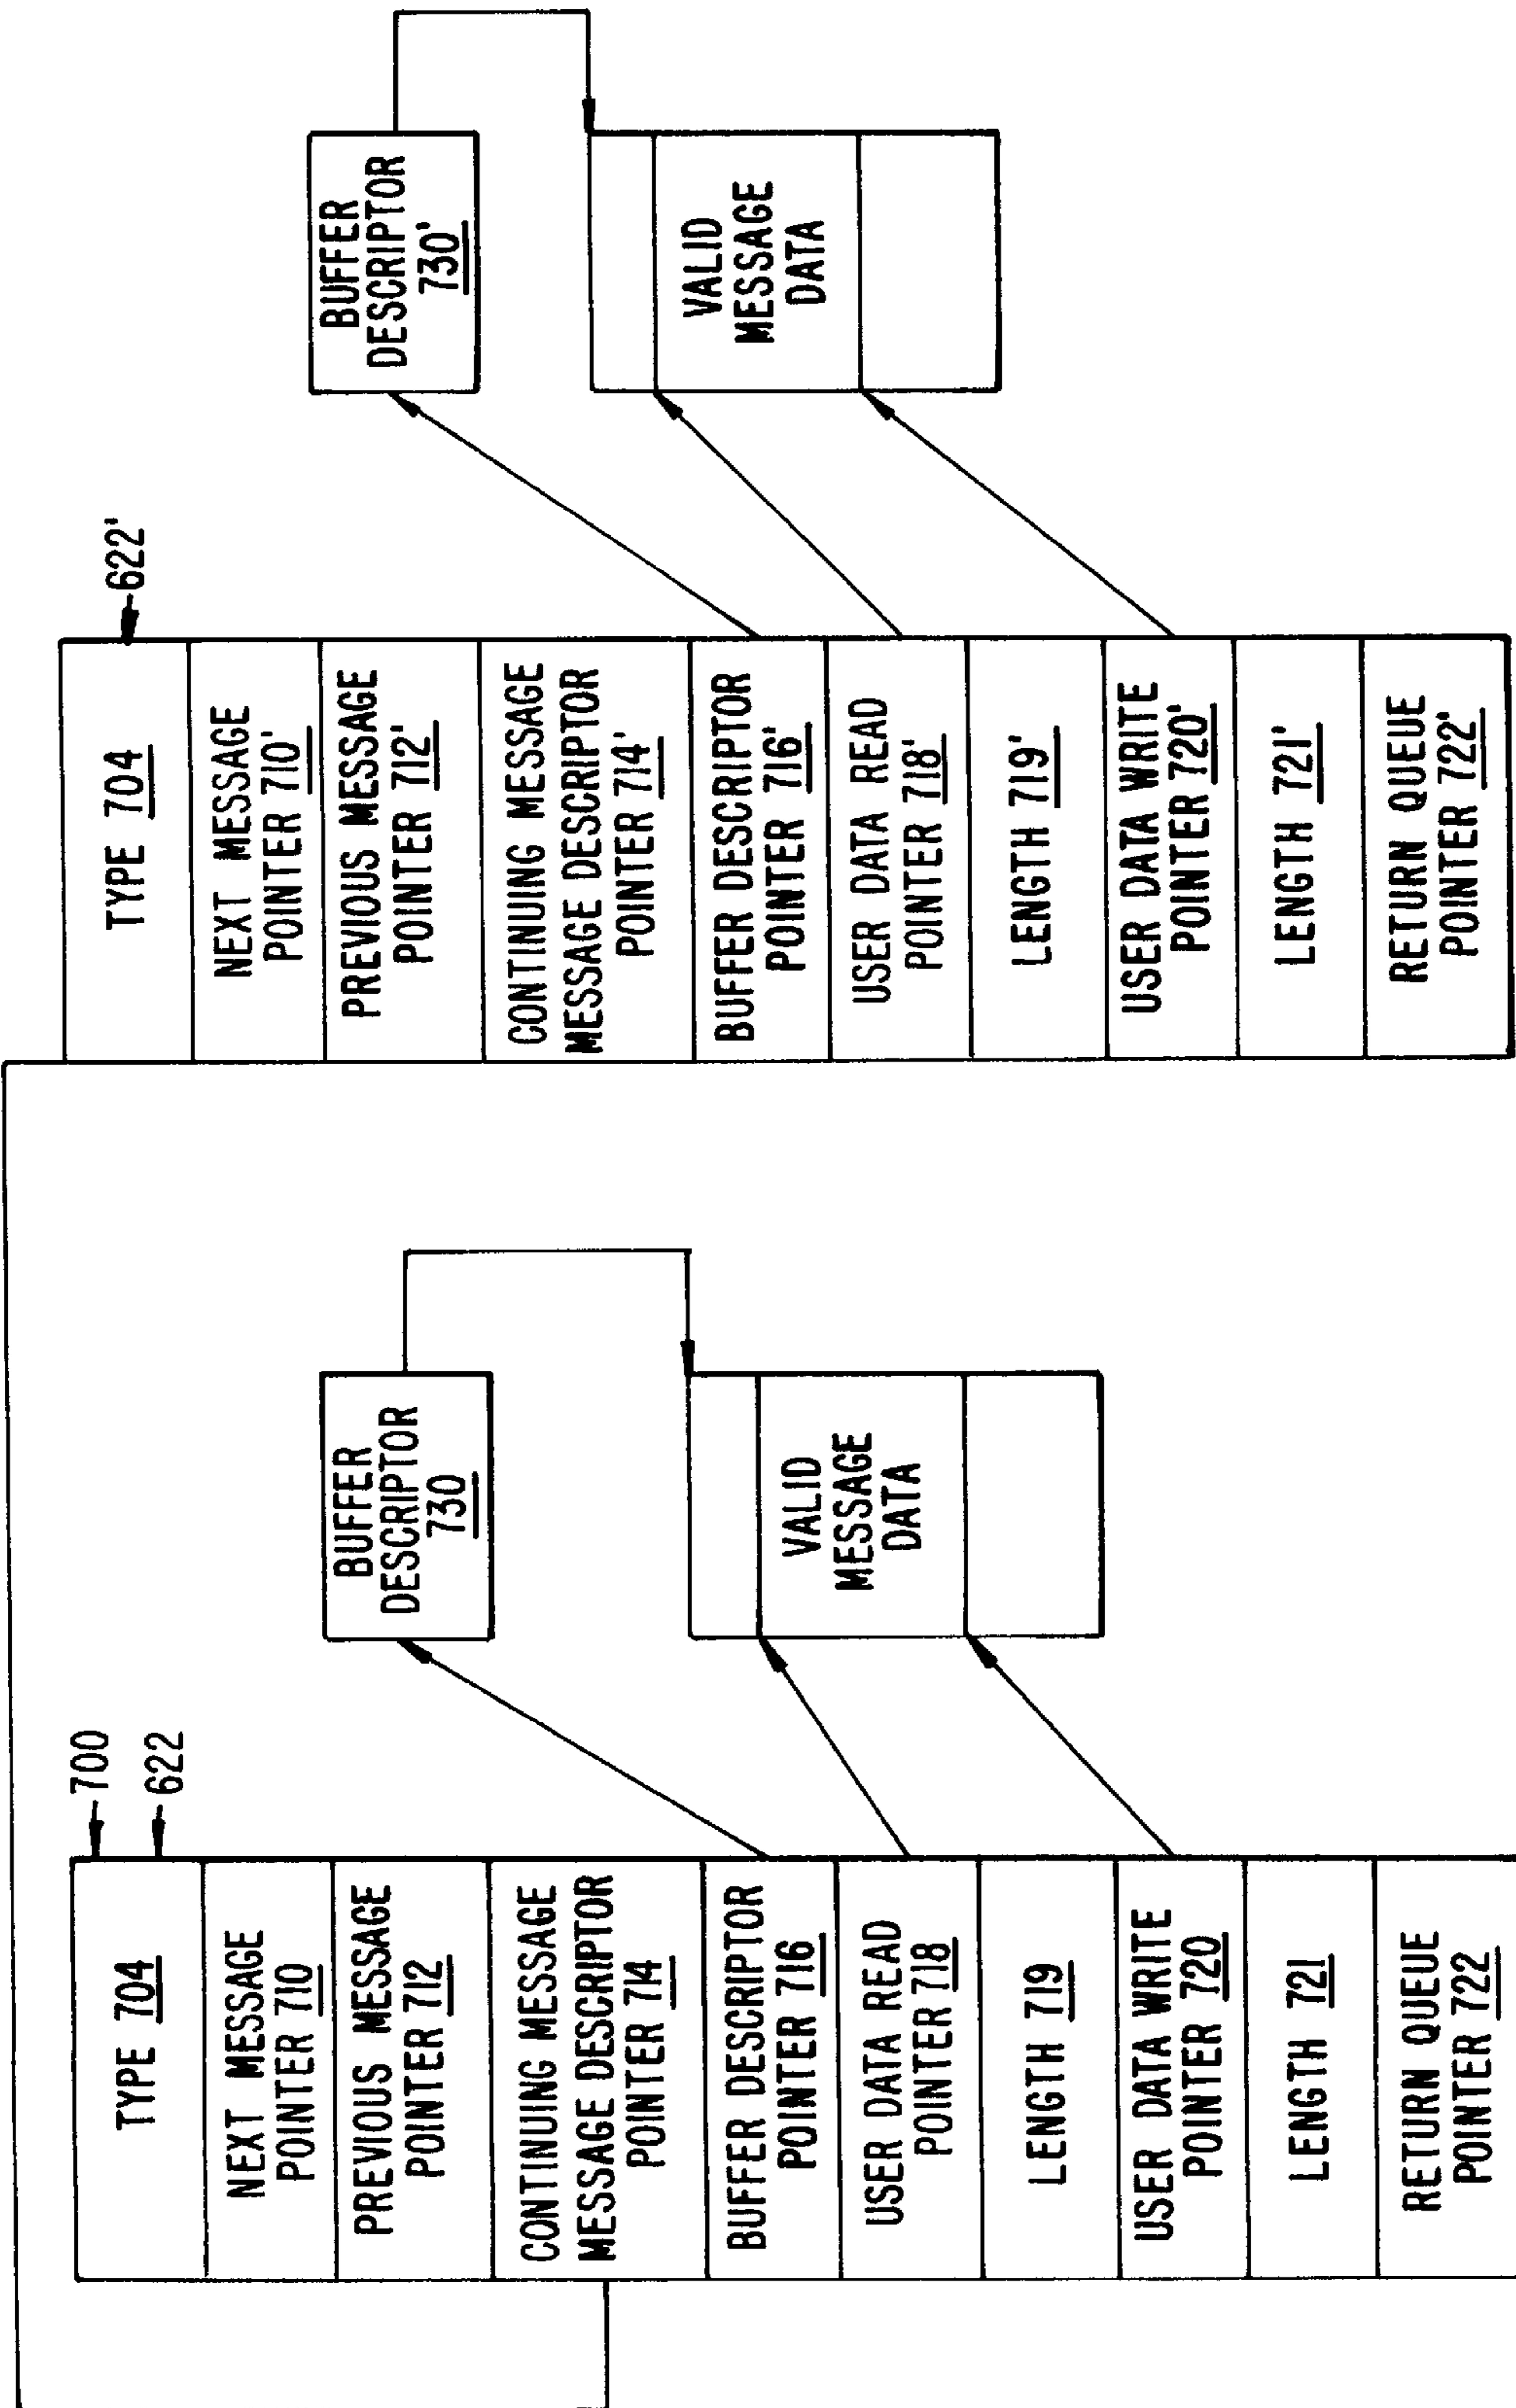 700
622
TYPE 704
NEXT MESSAGE
POINTER 710
PREVIOUS MESSAGE
POINTER 712
CONTINUING MESSAGE
MESSAGE DESCRIPTOR
POINTER 714
BUFFER DESCRIPTOR
POINTER 716
USER DATA READ
POINTER 718
LENGTH 719
USER DATA WRITE
POINTER 720
LENGTH 721
RETURN QUEUE
POINTER 722
BUFFER
DESCRIPTOR
730
VALID
MESSAGE
DATA
622'
TYPE 704
NEXT MESSAGE
POINTER 710'
PREVIOUS MESSAGE
POINTER 712'
CONTINUING MESSAGE
MESSAGE DESCRIPTOR
POINTER 714'
BUFFER DESCRIPTOR
POINTER 716'
USER DATA READ
POINTER 718'
LENGTH 719'
USER DATA WRITE
POINTER 720'
LENGTH 721'
RETURN QUEUE
POINTER 722'
BUFFER
DESCRIPTOR
730'
VALID
MESSAGE
DATA